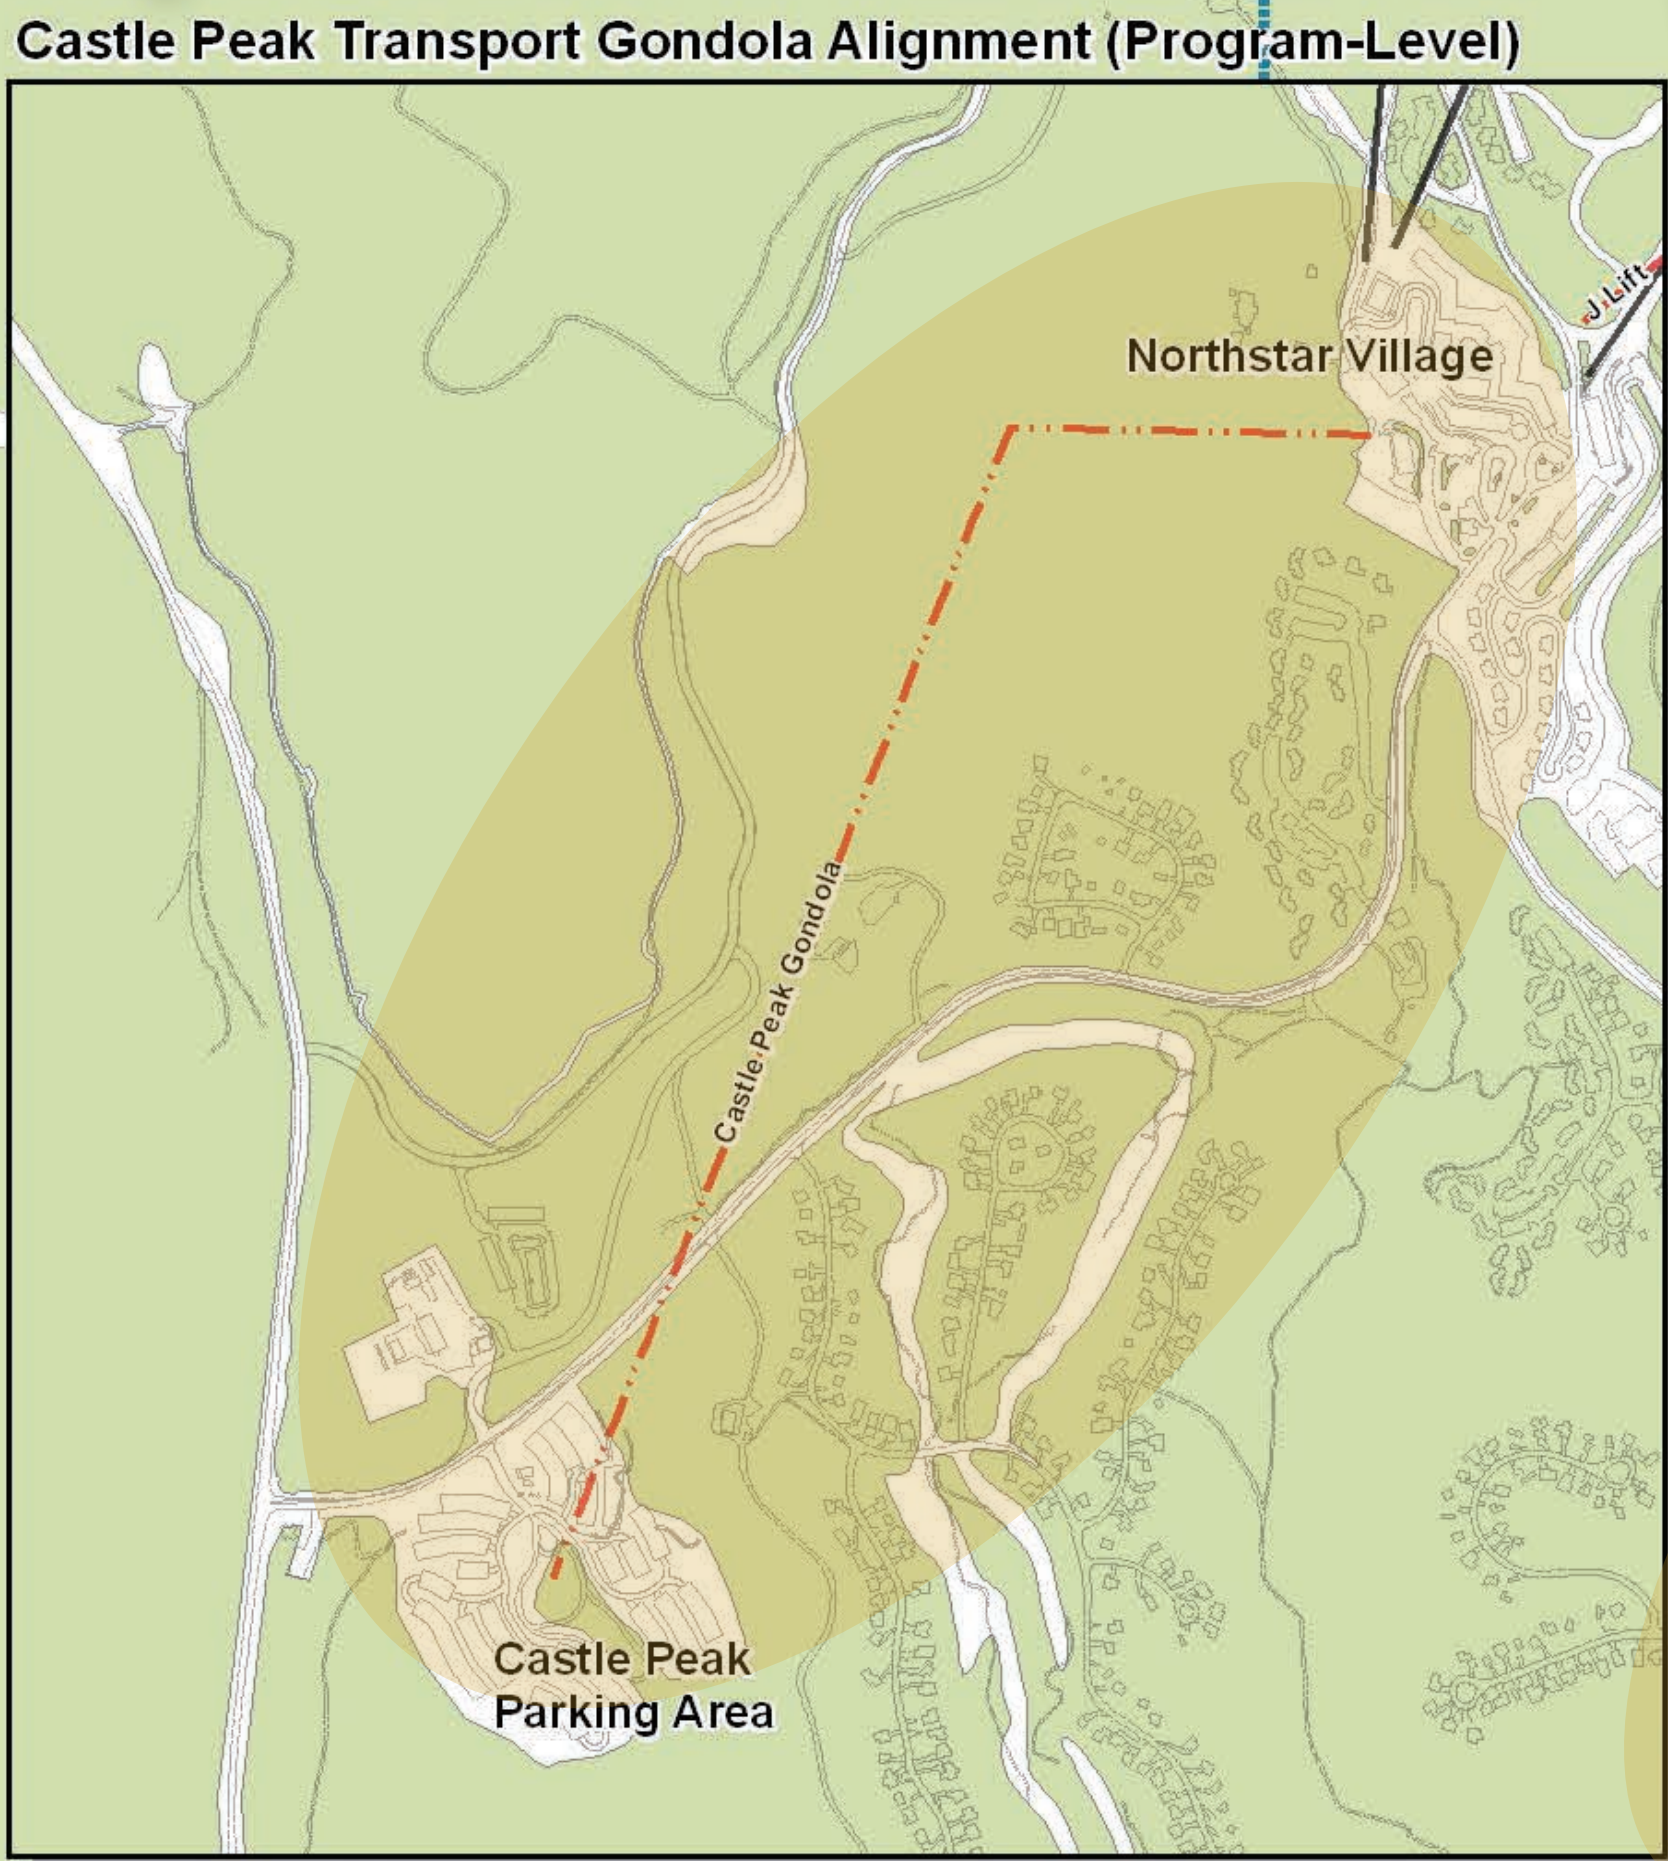 Castle Peak Transport Gondola Alignment (Program-Level)
J Lift
Northstar Village
Castle Peak Gondola
Castle Peak
Parking Area